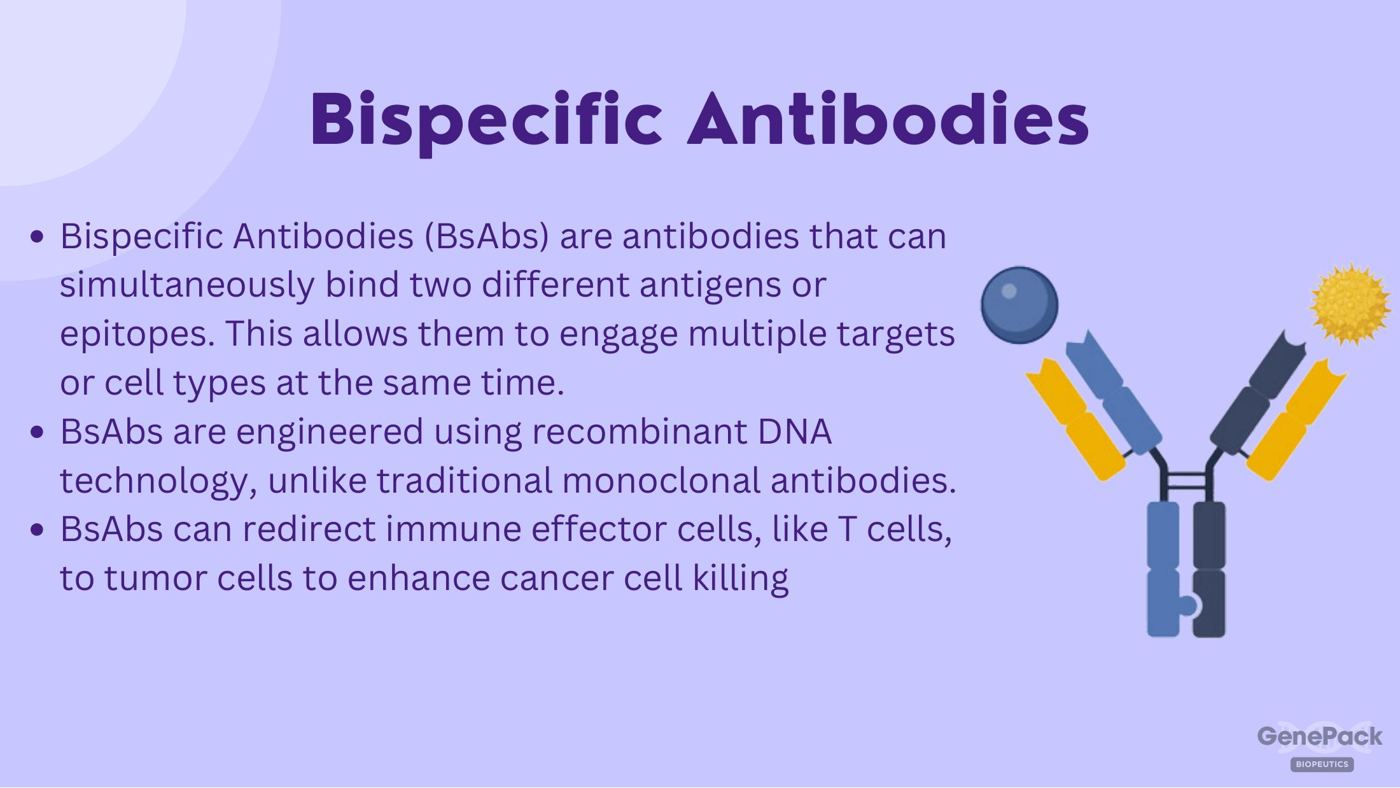 Bispecific Antibodies
• Bispecific Antibodies (BsAbs) are antibodies that can
simultaneously bind two different antigens or
epitopes. This allows them to engage multiple targets
or cell types at the same time.
• BsAbs are engineered using recombinant DNA
technology, unlike traditional monoclonal antibodies.
• BsAbs can redirect immune effector cells, like T cells,
to tumor cells to enhance cancer cell killing
GenePack
BIOPEUTICS